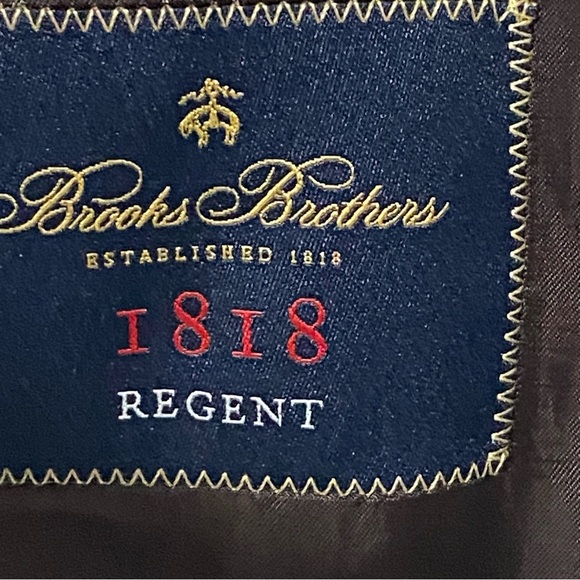 Brooks Brothers
ESTABLISHED 1818
1818
REGENT